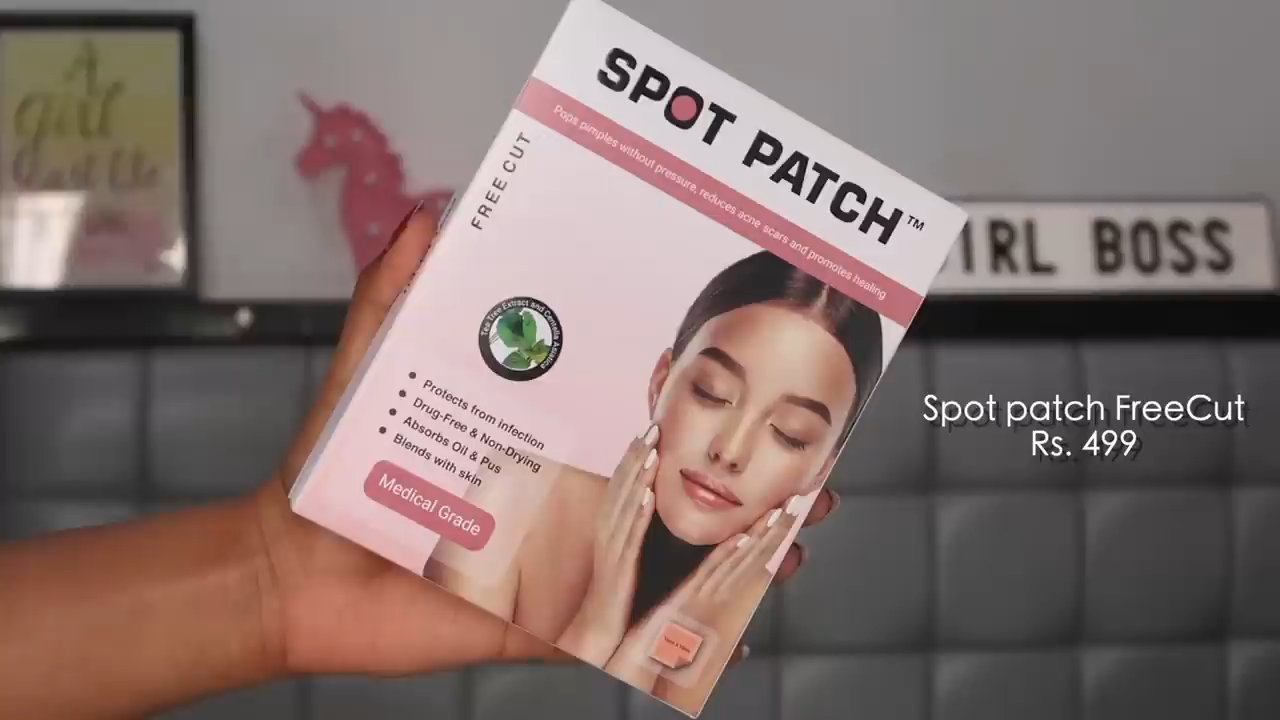 A
girl
SPOT PATCH™
Pops pimples without pressure, reduces acne scars and promotes healing
FREE CUT
IRL BOSS
Tea Tree Extract and Centella Asiatica
Protects from infection
Drug-Free & Non-Drying
Absorbs Oil & Pus
Blends with skin
Medical Grade
Spot patch FreeCut
Rs. 499